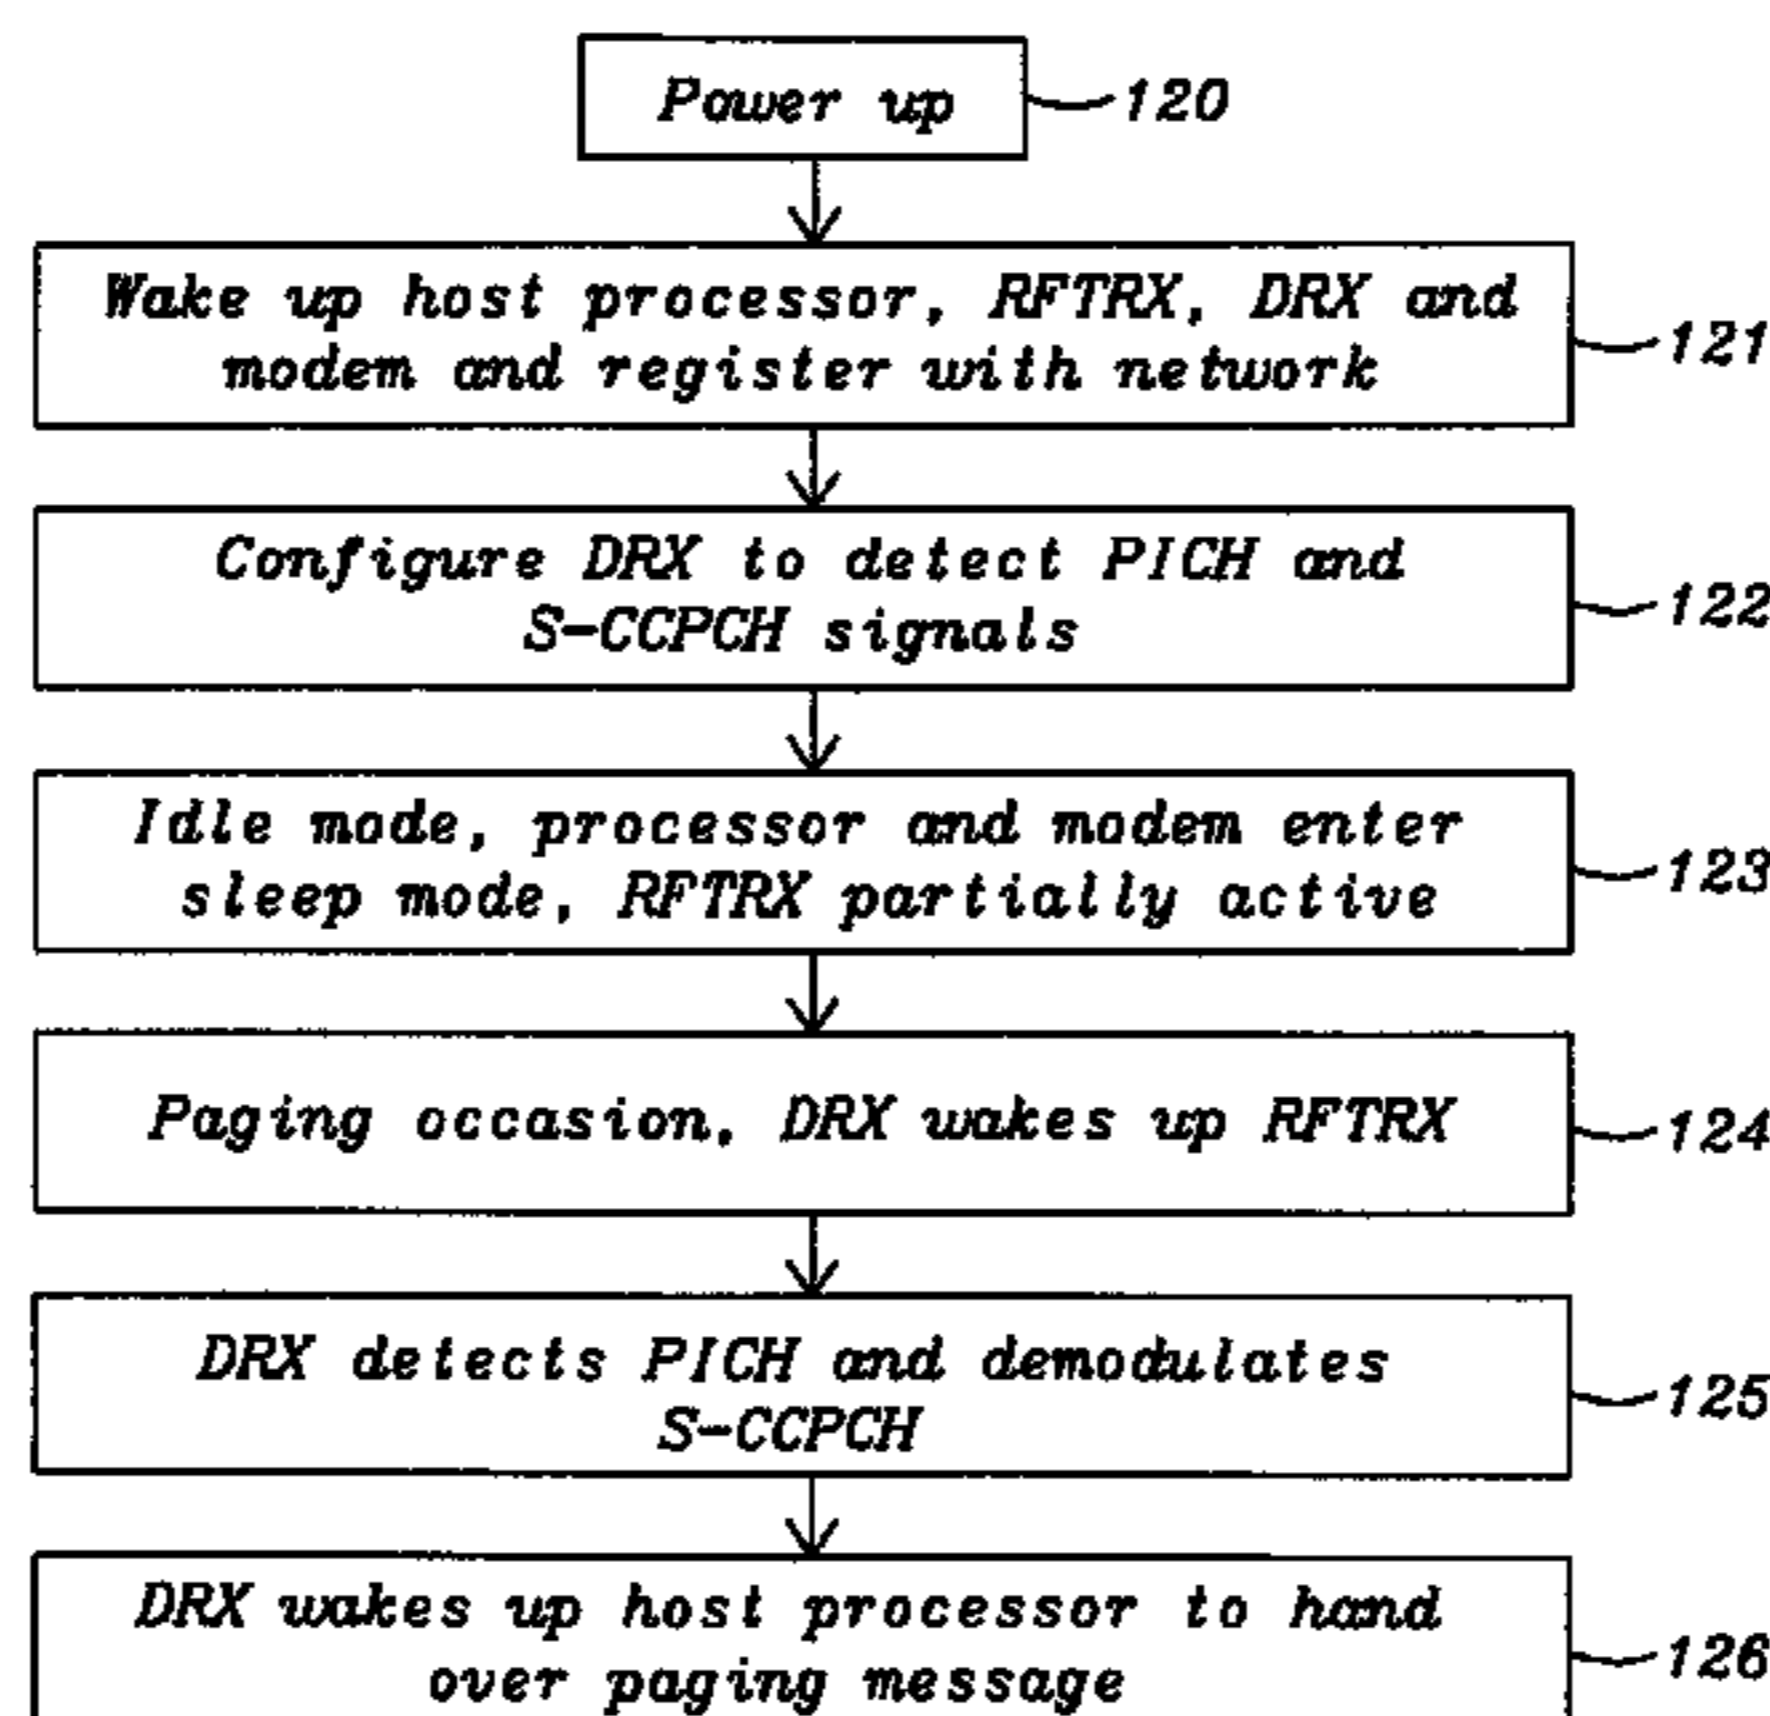 Power up
120
Wake up host processor, RFTRX, DRX and
modem and register with network
121
Configure DRX to detect PICH and
S-CCPCH signals
122
Idle mode, processor and modem enter
sleep mode, RFTRX partially active
123
Paging occasion, DRX wakes up RFTRX
124
DRX detects PICH and demodulates
S-CCPCH
125
DRX wakes up host processor to hand
over paging message
126